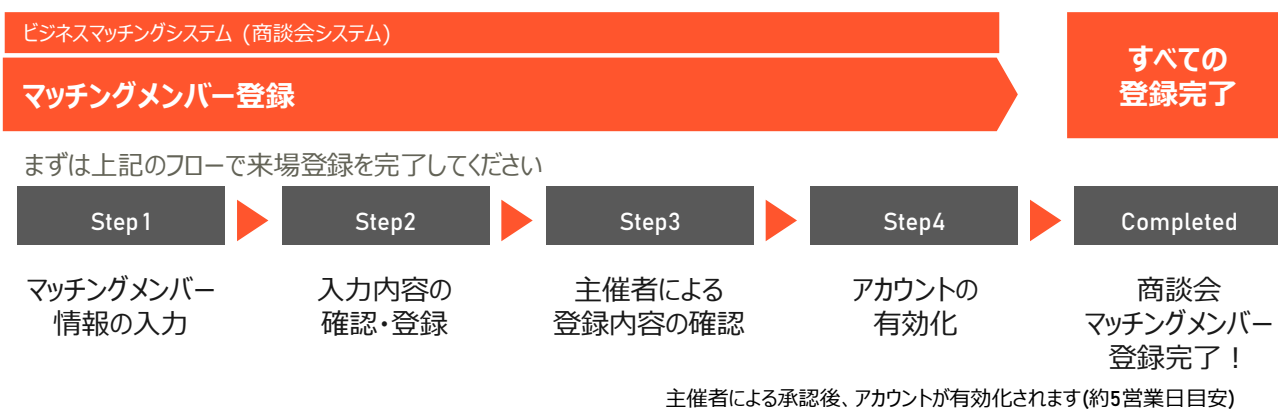 ビジネスマッチングシステム (商談会システム)
マッチングメンバー登録
すべての
登録完了
まずは上記のフローで来場登録を完了してください
Step1
Step2
Step3
Step4
Completed
マッチングメンバー
情報の入力
入力内容の
確認・登録
主催者による
登録内容の確認
アカウントの
有効化
商談会
マッチングメンバー
登録完了！
主催者による承認後、アカウントが有効化されます(約5営業日目安)